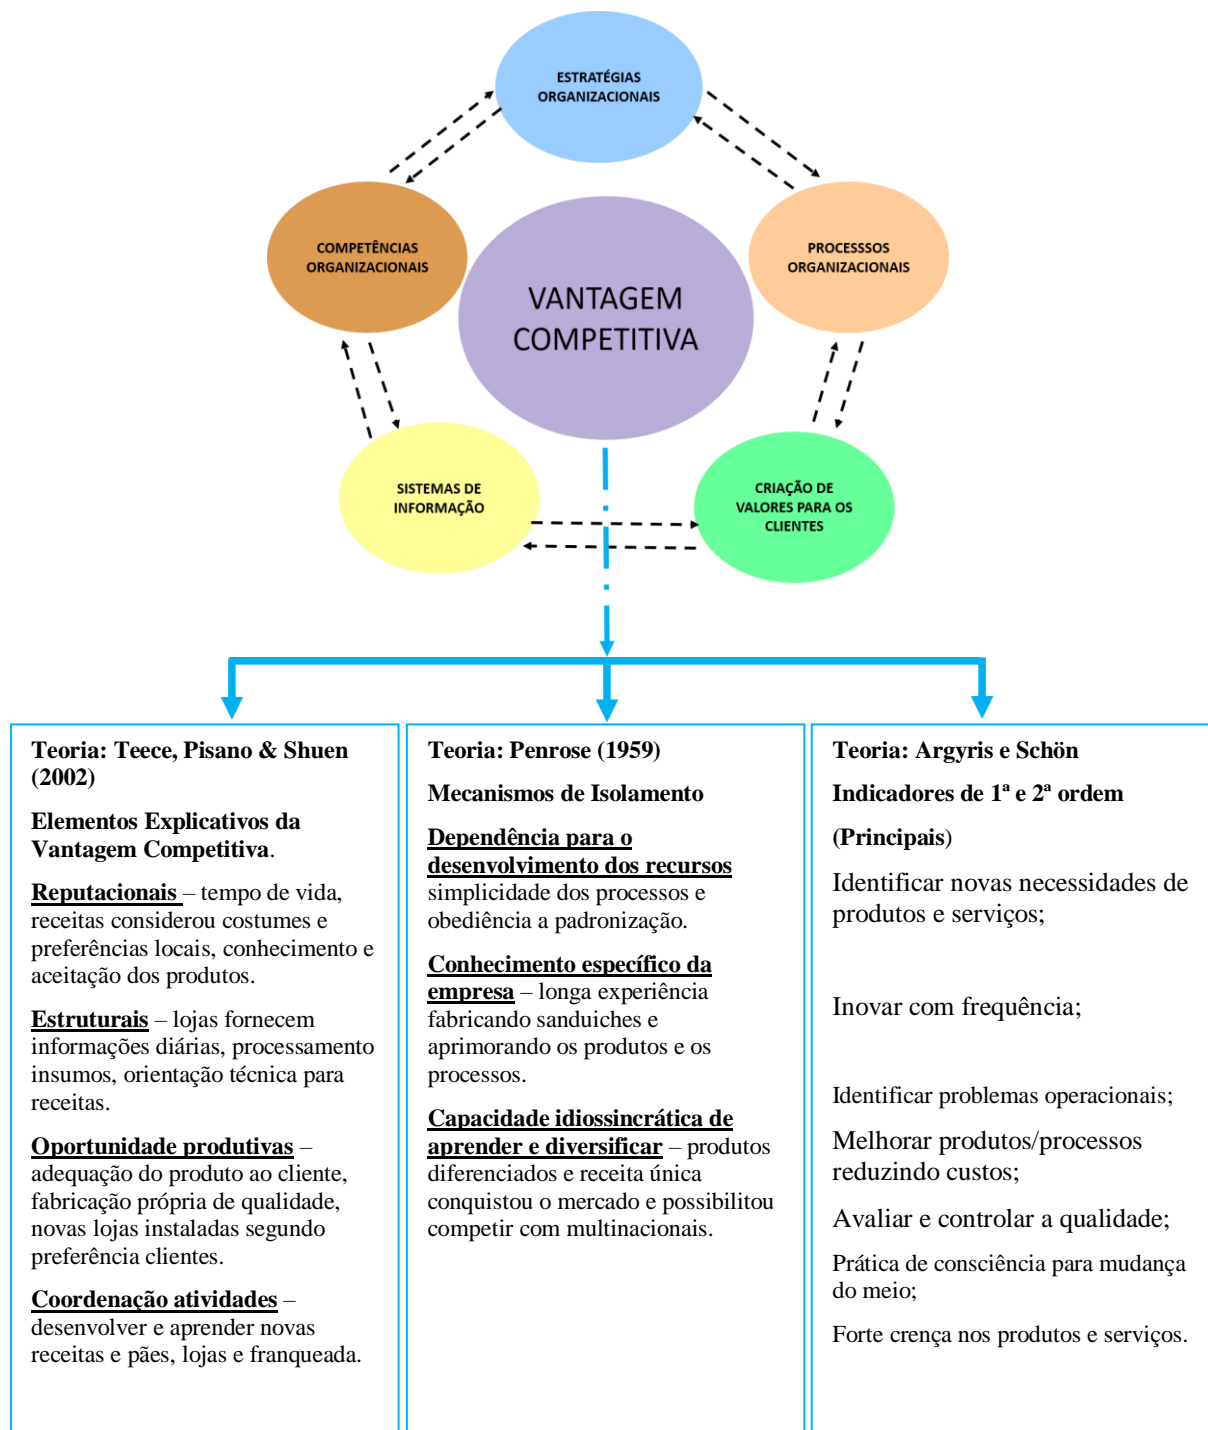 ESTRATÉGIAS
ORGANIZACIONAIS
COMPETÊNCIAS
ORGANIZACIONAIS
PROCESSSOS
ORGANIZACIONAIS
VANTAGEM
COMPETITIVA
SISTEMAS DE
INFORMAÇÃO
CRIAÇÃO DE
VALORES PARA OS
CLIENTES
Teoria: Teece, Pisano & Shuen
(2002)
Elementos Explicativos da
Vantagem Competitiva.
Reputacionais – tempo de vida,
receitas considerou costumes e
preferências locais, conhecimento e
aceitação dos produtos.
Estruturais – lojas fornecem
informações diárias, processamento
insumos, orientação técnica para
receitas.
Oportunidade produtivas –
adequação do produto ao cliente,
fabricação própria de qualidade,
novas lojas instaladas segundo
preferência clientes.
Coordenação atividades –
desenvolver e aprender novas
receitas e pães, lojas e franqueada.
Teoria: Penrose (1959)
Mecanismos de Isolamento
Dependência para o
desenvolvimento dos recursos
simplicidade dos processos e
obediência a padronização.
Conhecimento específico da
empresa – longa experiência
fabricando sanduiches e
aprimorando os produtos e os
processos.
Capacidade idiossincrática de
aprender e diversificar – produtos
diferenciados e receita única
conquistou o mercado e possibilitou
competir com multinacionais.
Teoria: Argyris e Schön
Indicadores de 1ª e 2ª ordem
(Principais)
Identificar novas necessidades de
produtos e serviços;
Inovar com frequência;
Identificar problemas operacionais;
Melhorar produtos/processos
reduzindo custos;
Avaliar e controlar a qualidade;
Prática de consciência para mudança
do meio;
Forte crença nos produtos e serviços.